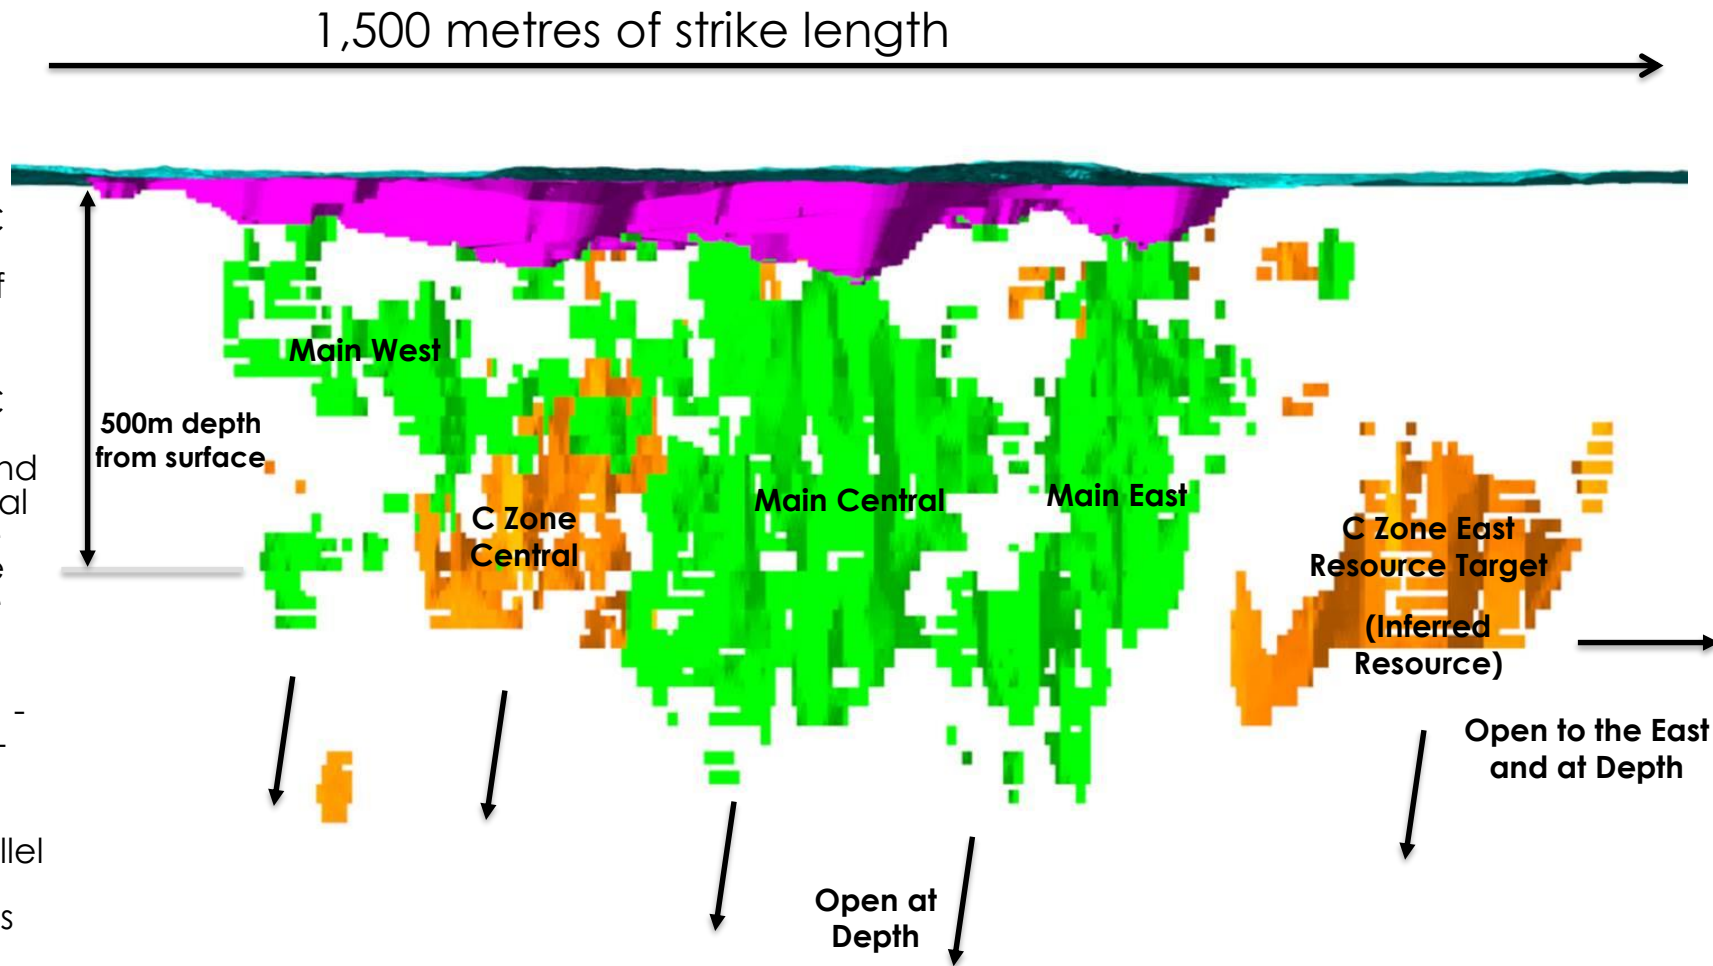 1,500 metres of strike length
Main West
500m depth
from surface
C Zone
Central
Main Central
Main East
C Zone East
Resource Target
(Inferred
Resource)
Open to the East
and at Depth
Open at
Depth